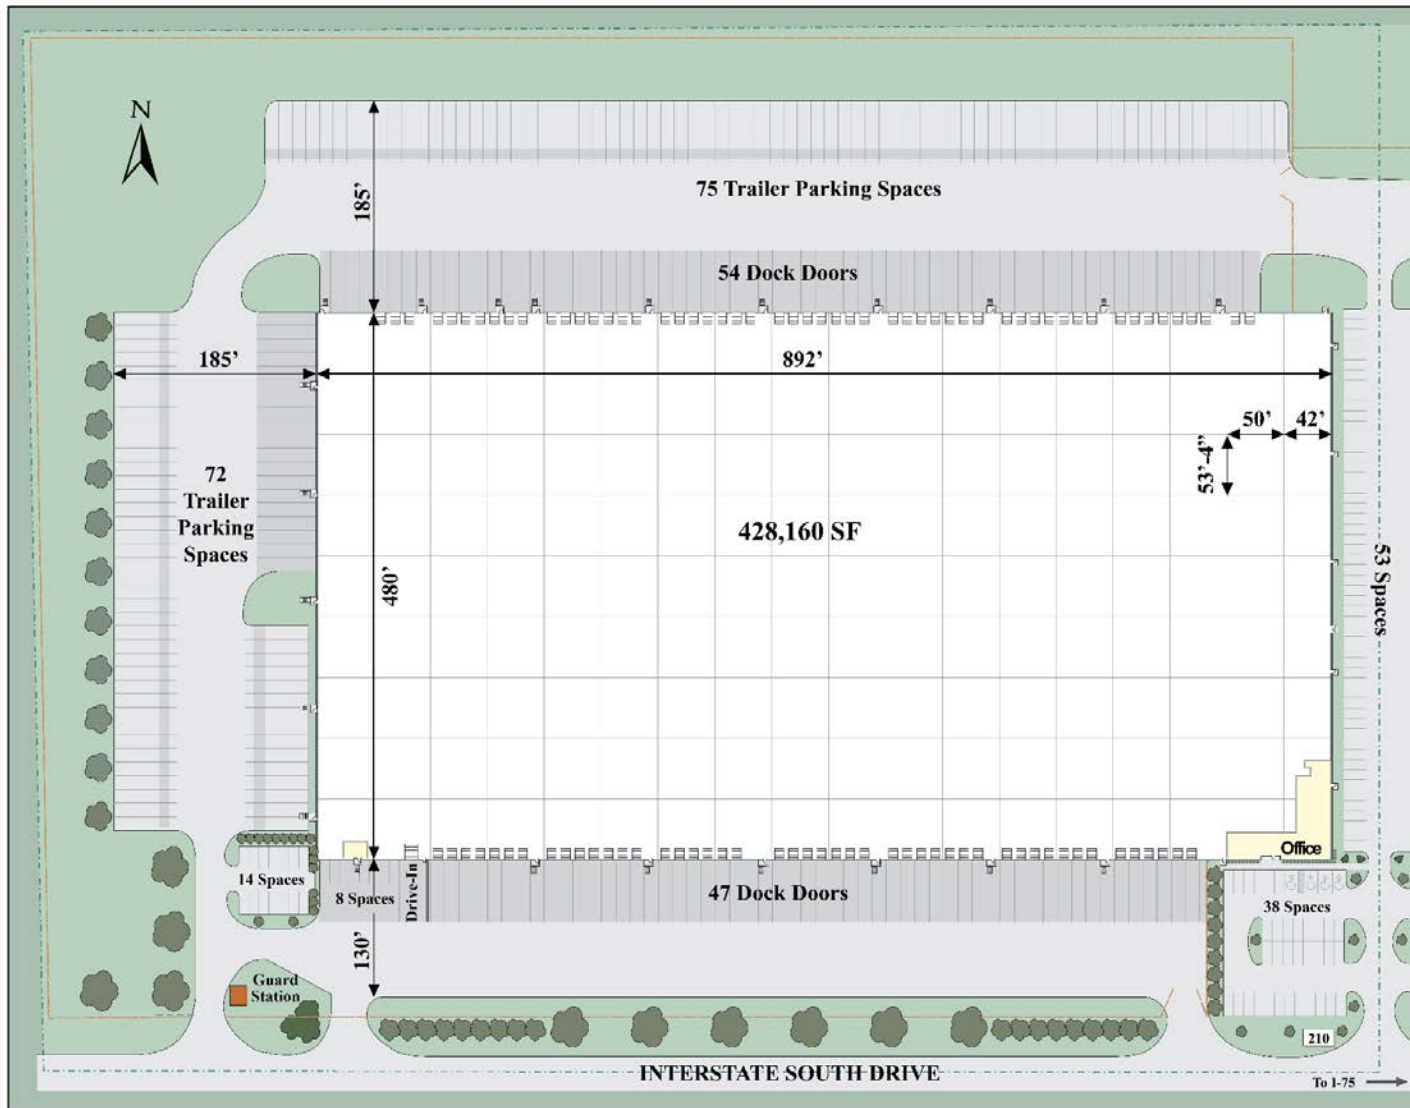 N
185’
75 Trailer Parking Spaces
54 Dock Doors
185’
892’
50’
42’
53’-4”
72
Trailer
Parking
Spaces
428,160 SF
480’
53 Spaces
Office
14 Spaces
8 Spaces
Drive-In
47 Dock Doors
38 Spaces
130’
Guard
Station
210
INTERSTATE SOUTH DRIVE
To I-75